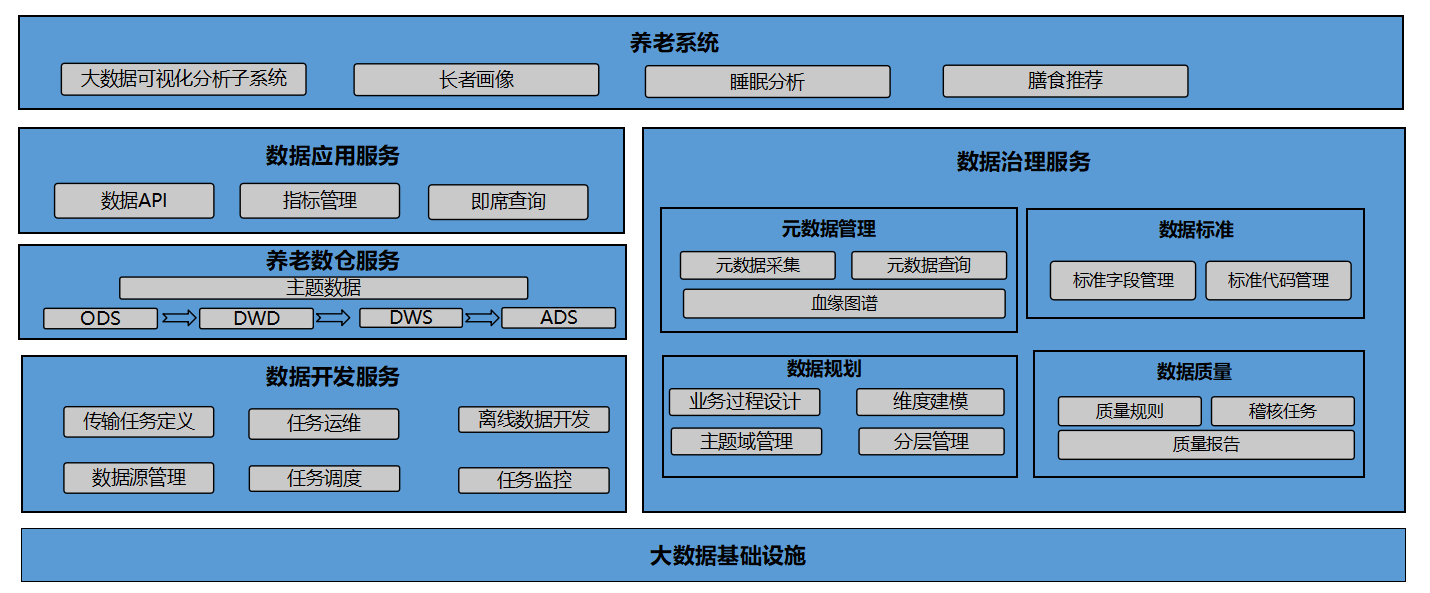 养老系统
大数据可视化分析子系统
长者画像
睡眠分析
膳食推荐
数据应用服务
数据API
指标管理
即席查询
养老数仓服务
主题数据
ODS
DWD
DWS
ADS
数据开发服务
传输任务定义
任务运维
离线数据开发
数据源管理
任务调度
任务监控
数据治理服务
元数据管理
元数据采集
元数据查询
血缘图谱
数据标准
标准字段管理
标准代码管理
数据规划
业务过程设计
维度建模
主题域管理
分层管理
数据质量
质量规则
稽核任务
质量报告
大数据基础设施